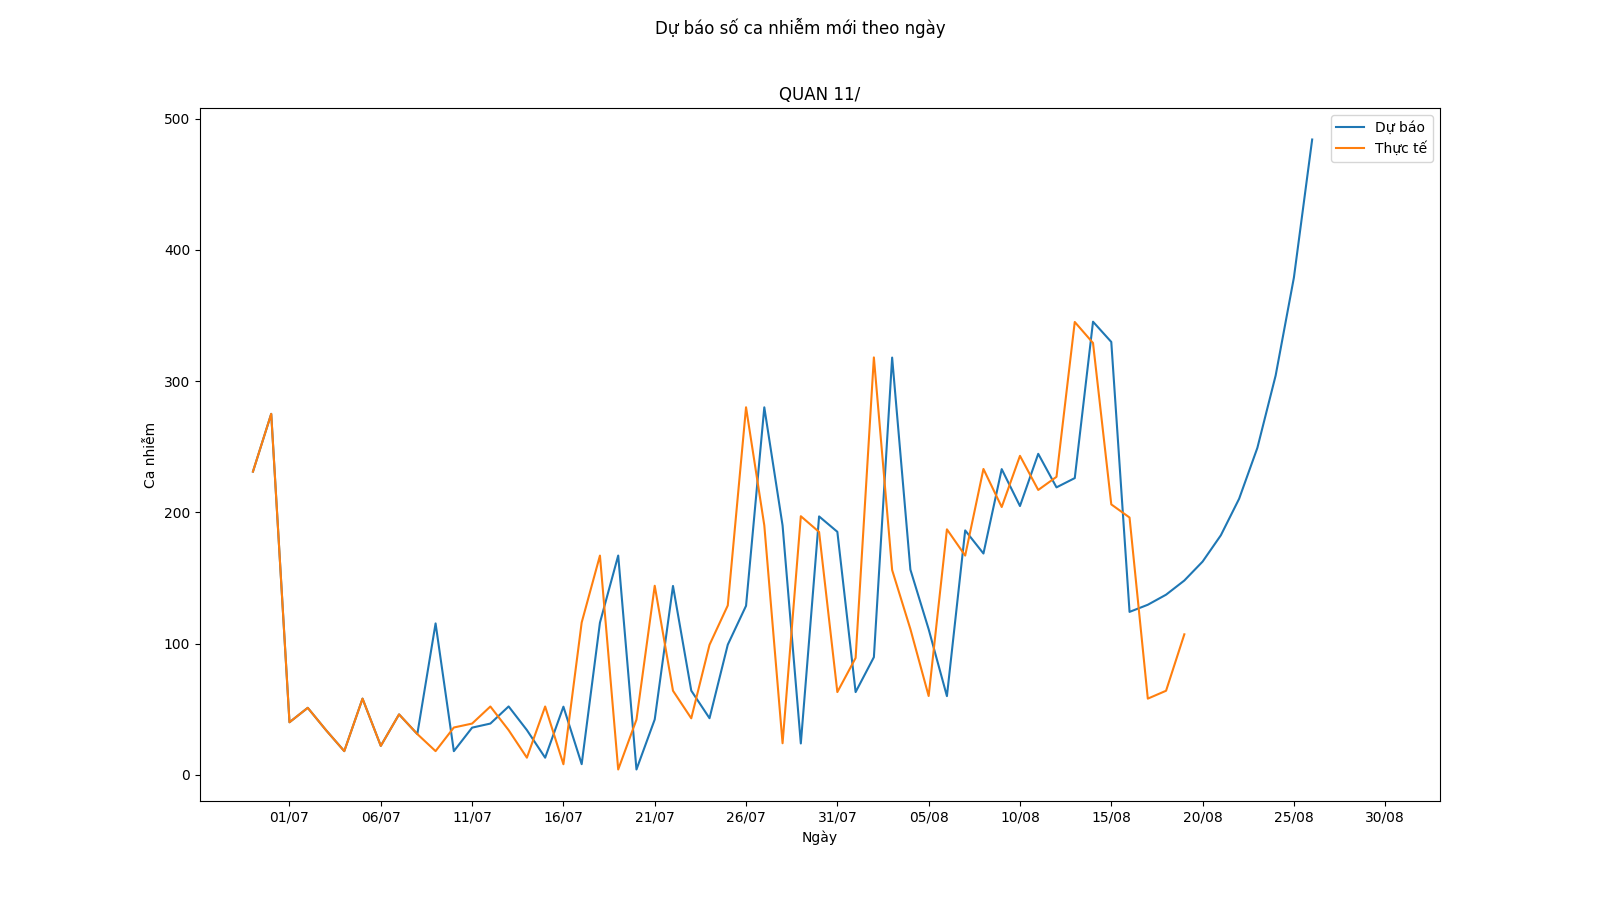 Dự báo số ca nhiễm mới theo ngày
QUAN 11/
Dự báo
Thực tế
500
400
300
200
100
0
Ca nhiễm
01/07 06/07 11/07 16/07 21/07 26/07 31/07 05/08 10/08 15/08 20/08 25/08 30/08
Ngày